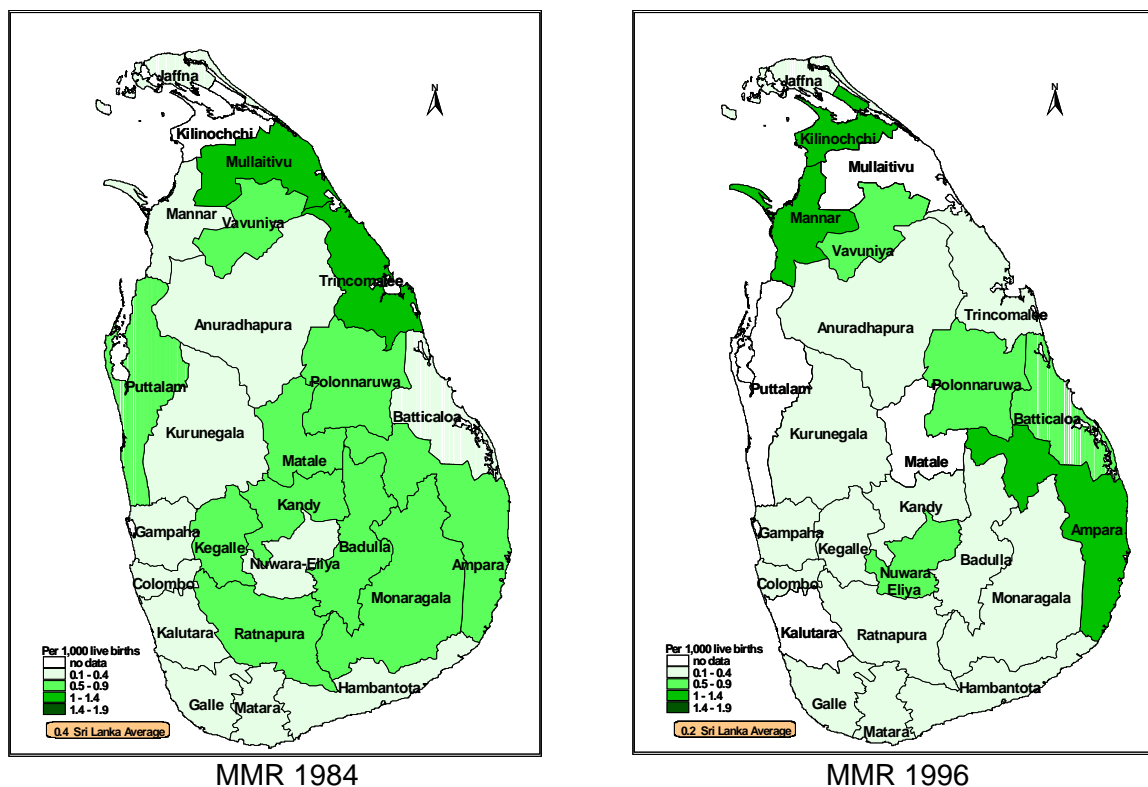 Jaffna
N
Kilinochchi
Mullaitivu
Mannar
Vavuniya
Trincomalee
Anuradhapura
Puttalam
Polonnaruwa
Batticaloa
Kurunegala
Matale
Kandy
Gampaha
Kegalle
Badulla
Nuwara-Eliya
Ampara
Colombo
Monaragala
Kalutara
Ratnapura
Hambantota
Galle
Matara
Per 1,000 live births
no data
0.1 - 0.4
0.5 - 0.9
1 - 1.4
1.4 - 1.9
0.4 Sri Lanka Average
MMR 1984
Jaffna
N
Kilinochchi
Mullaitivu
Mannar
Vavuniya
Trincomalee
Anuradhapura
Puttalam
Polonnaruwa
Batticaloa
Kurunegala
Matale
Kandy
Ampara
Gampaha
Kegalle
Badulla
Nuwara
Eliya
Colombo
Monaragala
Kalutara
Ratnapura
Hambantota
Galle
Matara
Per 1,000 live births
no data
0.1 - 0.4
0.5 - 0.9
1 - 1.4
1.4 - 1.9
0.2 Sri Lanka Average
MMR 1996